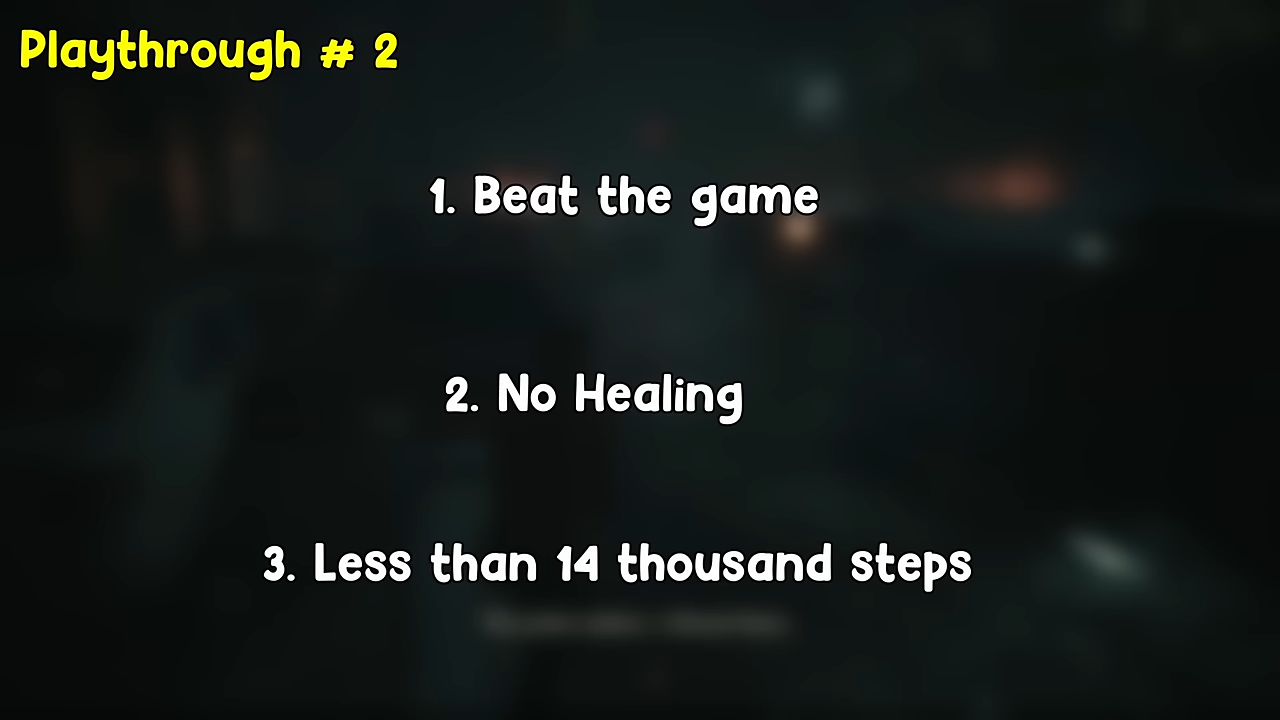 Playthrough # 2
1. Beat the game
2. No Healing
3. Less than 14 thousand steps